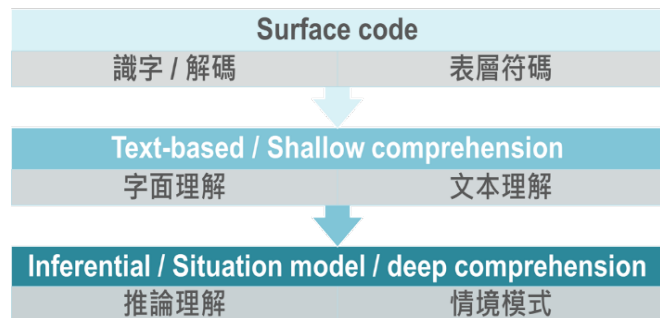 Surface code
識字 / 解碼 表層符碼
Text-based / Shallow comprehension
字面理解 文本理解
Inferential / Situation model / deep comprehension
推論理解 情境模式